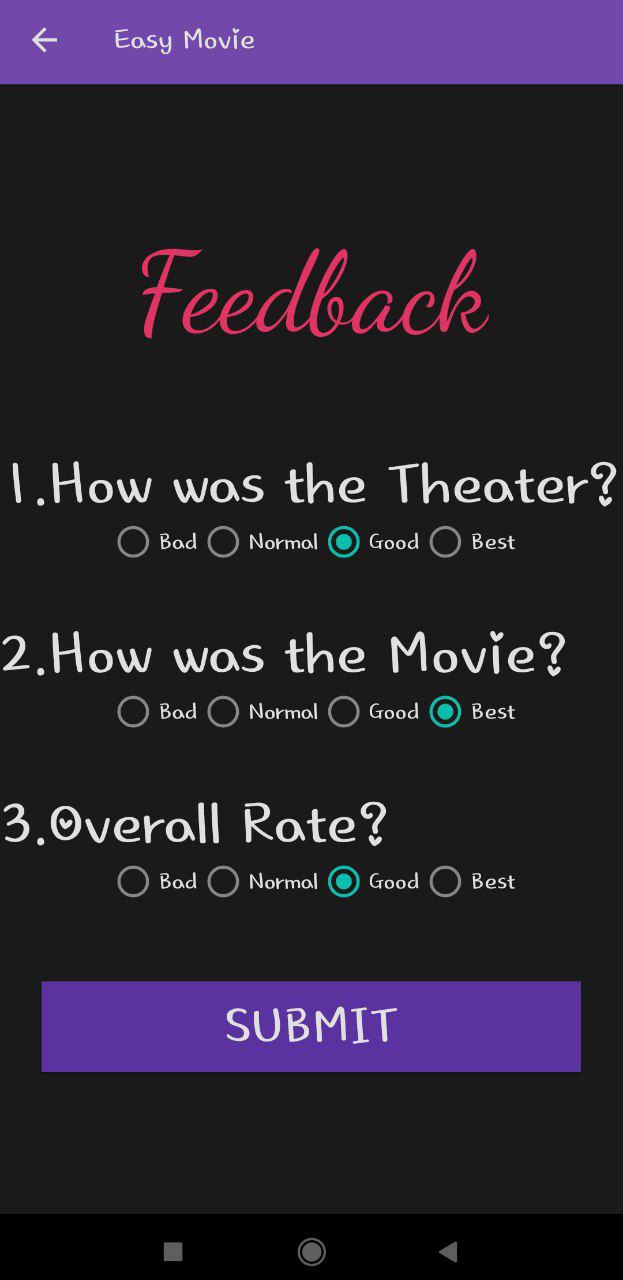 Easy Movie
Feedback
1.How was the Theater?
Bad Normal Good Best
2.How was the Movie?
Bad Normal Good Best
3.Overall Rate?
Bad Normal Good Best
SUBMIT